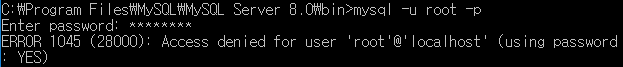 C:₩Program Files₩MySQL₩MySQL Server 8.0₩bin>mysql -u root -p
Enter password: ********
ERROR 1045 (28000): Access denied for user 'root'@'localhost' (using password
: YES)